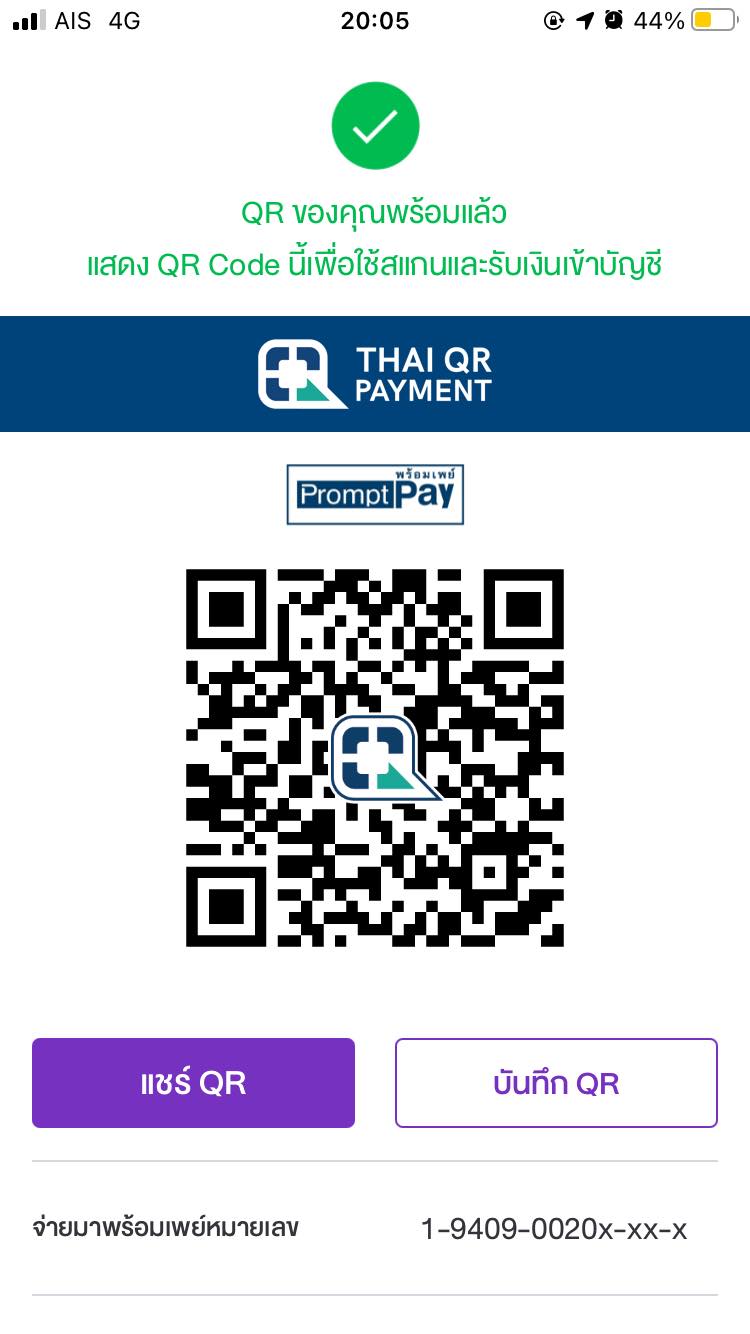 AIS 4G 20:05 44%
QR ของคุณพร้อมแล้ว
แสดง QR Code นี้เพื่อใช้สแกนและรับเงินเข้าบัญชี
THAI QR
PAYMENT
พร้อมเพย์
PromptPay
แชร์ QR บันทึก QR
จ่ายมาพร้อมเพย์หมายเลข 1-9409-0020x-xx-x